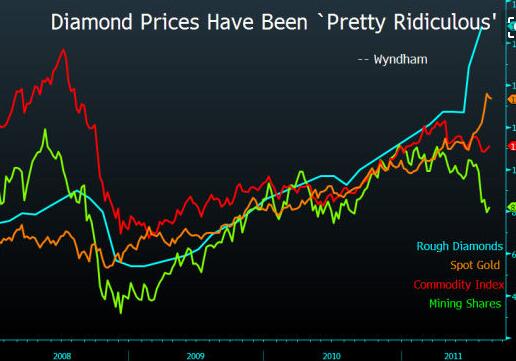 Diamond Prices Have Been `Pretty Ridiculous'
-- Wyndham
Rough Diamonds
Spot Gold
Commodity Index
Mining Shares
2008
2009
2010
2011